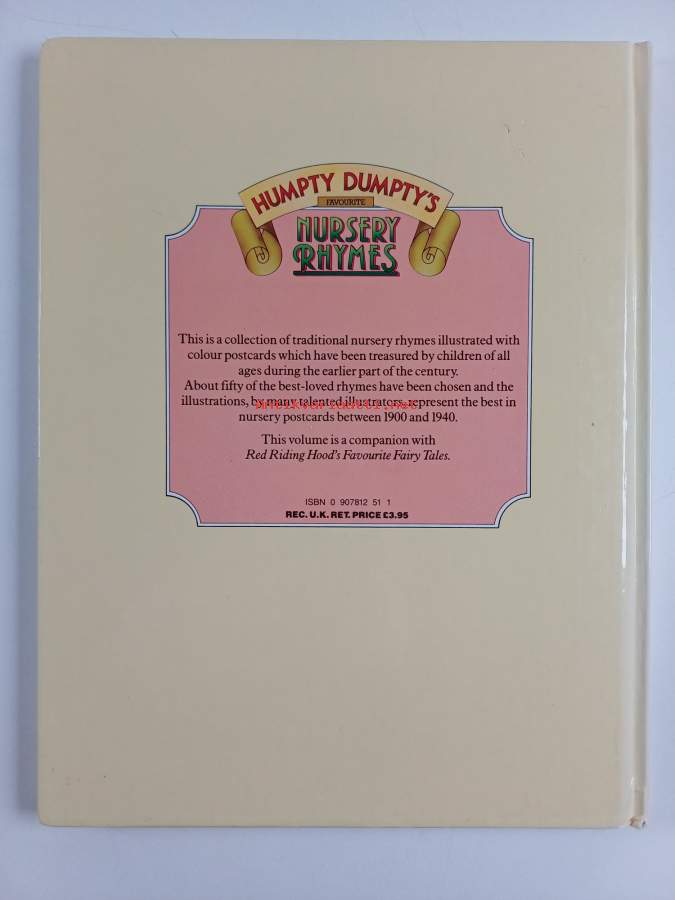 HUMPTY DUMPTY'S
FAVOURITE
NURSERY
RHYMES
This is a collection of traditional nursery rhymes illustrated with
colour postcards which have been treasured by children of all
ages during the earlier part of the century.
About fifty of the best-loved rhymes have been chosen and the
illustrations, by many talented illustrators, represent the best in
antikvariaatti.net
nursery postcards between 1900 and 1940.
This volume is a companion with
Red Riding Hood's Favourite Fairy Tales.
ISBN 0 907812 51 1
REC. U.K. RET. PRICE £3.95